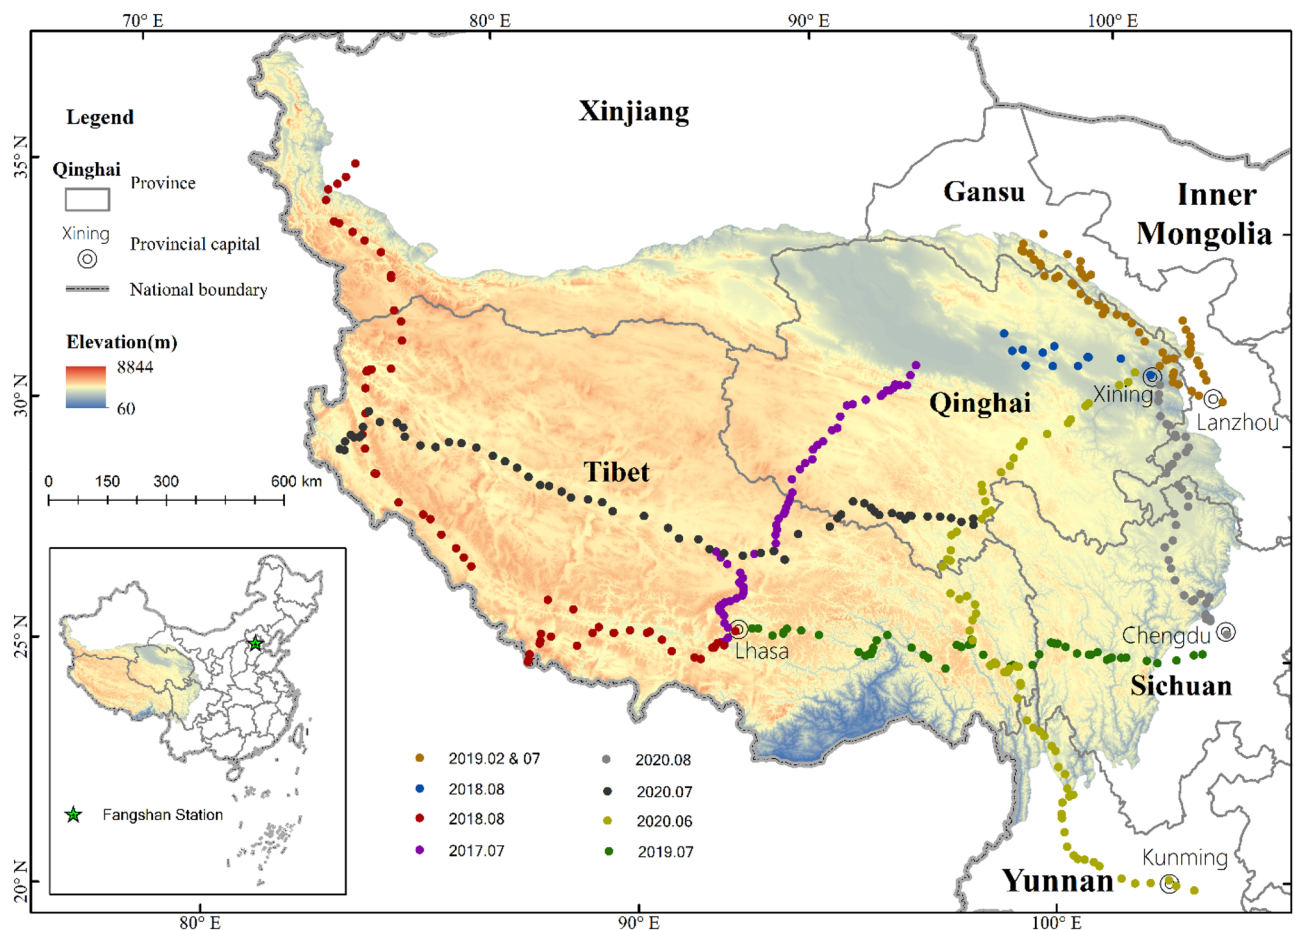 70° E
80° E
90° E
100° E
35° N
30° N
25° N
20° N
Legend
Qinghai
Province
Xining
Provincial capital
National boundary
Elevation(m)
8844
60
0 150 300 600 km
Xinjiang
Gansu
Inner
Mongolia
Qinghai
Xining
Lanzhou
Tibet
Lhasa
Chengdu
Sichuan
Kunming
Yunnan
Fangshan Station
2019.02 & 07
2018.08
2018.08
2017.07
2020.08
2020.07
2020.06
2019.07
80° E
90° E
100° E